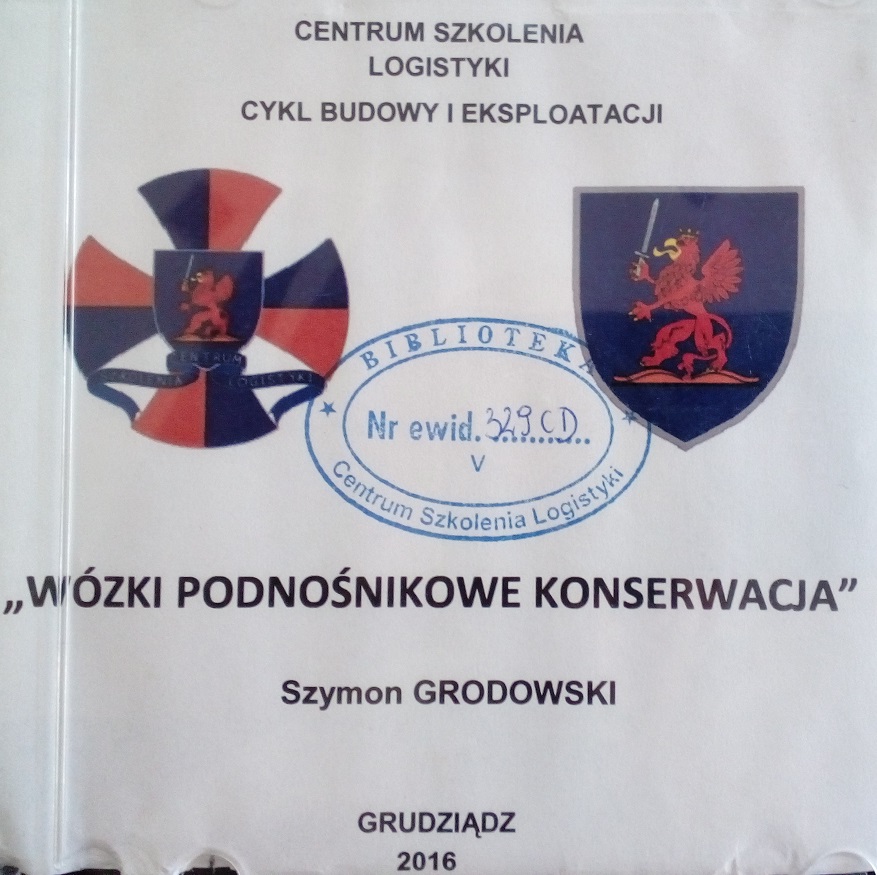 CENTRUM SZKOLENIA
LOGISTYKI
CYKL BUDOWY I EKSPLOATACJI
CENTRUM
SZKOLENIA LOGISTYKI
BIBLIOTEKA
Nr ewid. 329 CD
V
Centrum Szkolenia Logistyki
„WÓZKI PODNOŚNIKOWE KONSERWACJA”
Szymon GRODOWSKI
GRUDZIĄDZ
2016